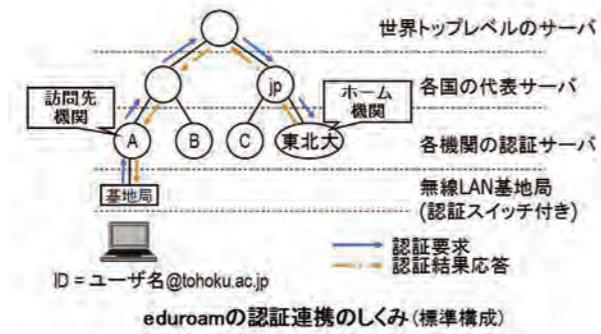 世界トップレベルのサーバ
jp
各国の代表サーバ
訪問先
機関
ホーム
機関
A
B
C
東北大
各機関の認証サーバ
基地局
無線LAN基地局
(認証スイッチ付き)
認証要求
認証結果応答
ID = ユーザ名@tohoku.ac.jp
eduroamの認証連携のしくみ(標準構成)